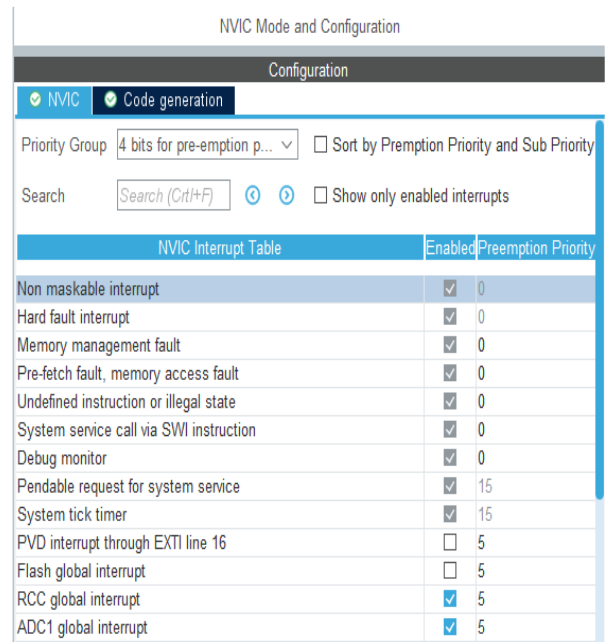 NVIC Mode and Configuration
Configuration
NVIC Code generation
Priority Group 4 bits for pre-emption p... Sort by Premption Priority and Sub Priority
Search Search (Crtl+F) Show only enabled interrupts
NVIC Interrupt Table Enabled Preemption Priority
Non maskable interrupt 0
Hard fault interrupt 0
Memory management fault 0
Pre-fetch fault, memory access fault 0
Undefined instruction or illegal state 0
System service call via SWI instruction 0
Debug monitor 0
Pendable request for system service 15
System tick timer 15
PVD interrupt through EXTI line 16 5
Flash global interrupt 5
RCC global interrupt 5
ADC1 global interrupt 5